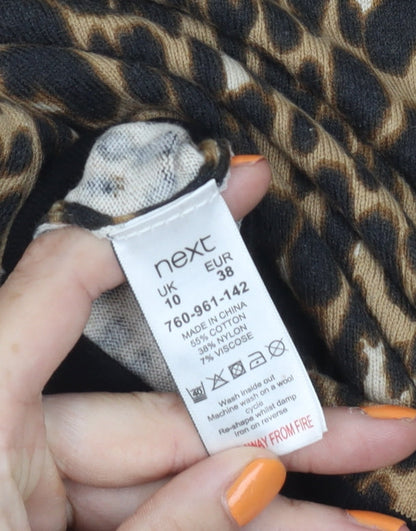 next
UK EUR
10 38
760-961-142
MADE IN CHINA
55% COTTON
38% NYLON
7% VISCOSE
40
Wash inside out
Machine wash on a wool
cycle
Re-shape whilst damp
Iron on reverse
AWAY FROM FIRE